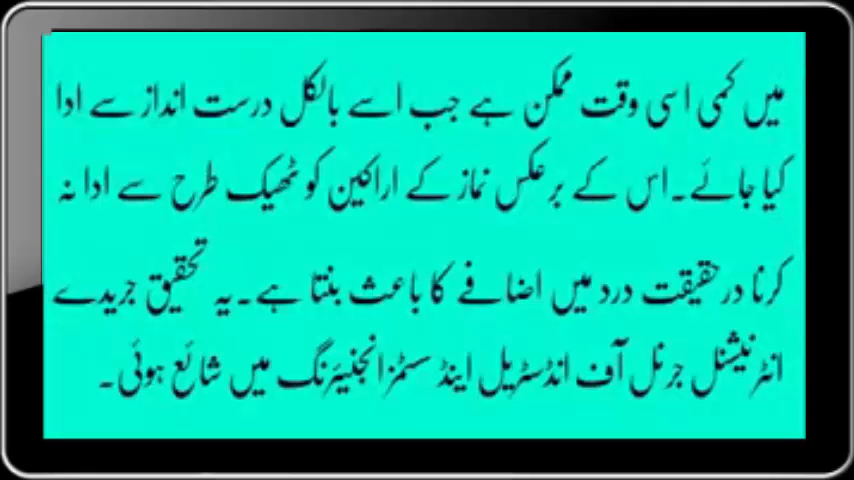 میں کمی اسی وقت ممکن ہے جب اسے بالکل درست انداز سے ادا
کیا جائے۔اس کے برعکس نماز کے اراکین کو ٹھیک طرح سے ادا نہ
کرنا درحقیقت درد میں اضافے کا باعث بنتا ہے۔یہ تحقیق جریدے
انٹرنیشنل جرنل آف انڈسٹریل اینڈ سسٹمز انجنیئرنگ میں شائع ہوئی۔